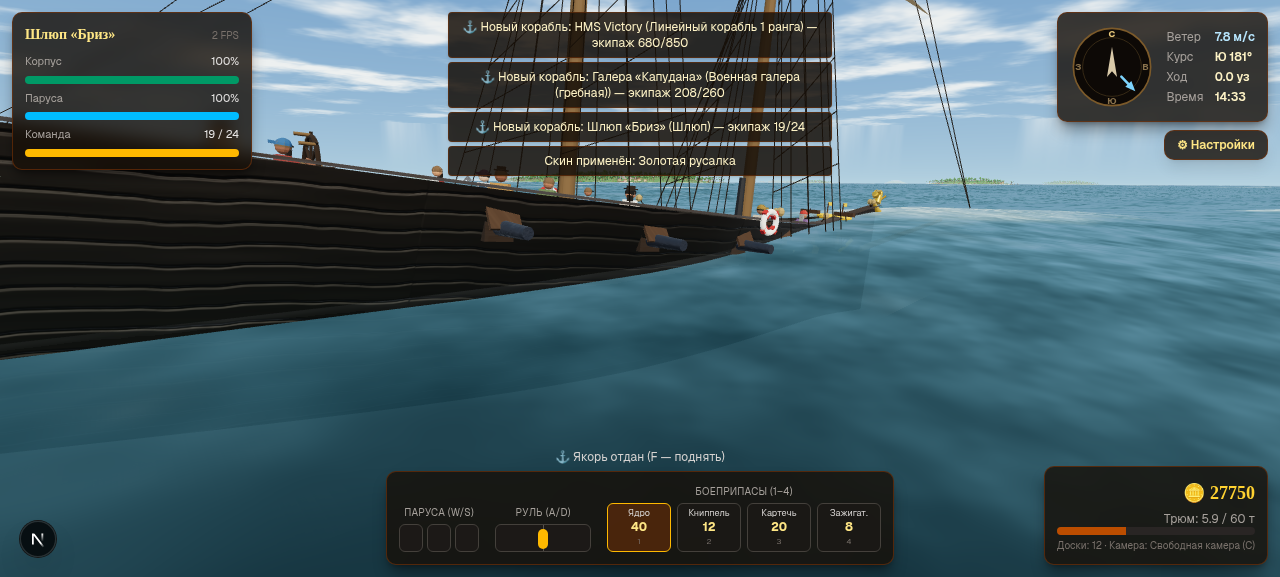 Шлюп «Бриз»
2 FPS
Корпус
100%
Паруса
100%
Команда
19 / 24
⚓ Новый корабль: HMS Victory (Линейный корабль 1 ранга) —
экипаж 680/850
⚓ Новый корабль: Галера «Капудана» (Военная галера
(гребная)) — экипаж 208/260
⚓ Новый корабль: Шлюп «Бриз» (Шлюп) — экипаж 19/24
Скин применён: Золотая русалка
С
З
В
Ю
Ветер 7.8 м/с
Курс Ю 181°
Ход 0.0 уз
Время 14:33
⚙ Настройки
⚓ Якорь отдан (F — поднять)
ПАРУСА (W/S)
РУЛЬ (A/D)
БОЕПРИПАСЫ (1–4)
Ядро
40
1
Книппель
12
2
Картечь
20
3
Зажигат.
8
4
🪙 27750
Трюм: 5.9 / 60 т
Доски: 12 · Камера: Свободная камера (C)
N